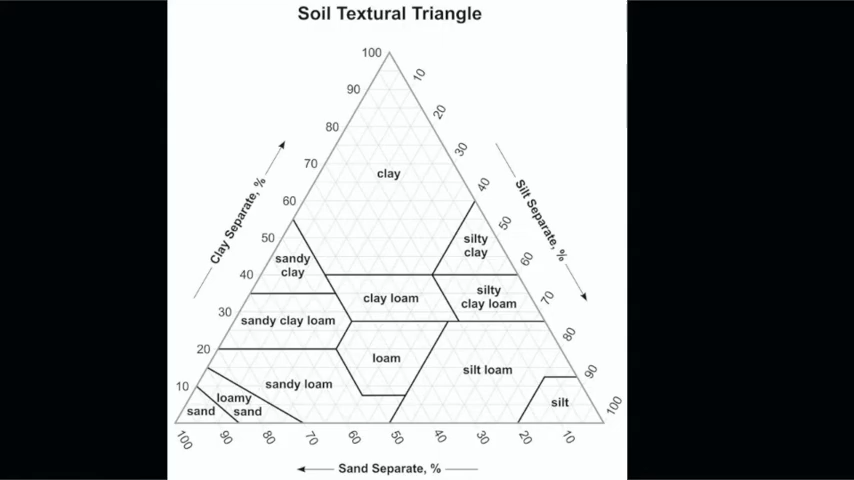 Soil Textural Triangle
100
90
80
70
60
50
40
30
20
10
Clay Separate, %
10
20
30
40
50
60
70
80
90
100
Silt Separate, %
clay
silty
clay
sandy
clay
clay loam
silty
clay loam
sandy clay loam
loam
silt loam
sandy loam
loamy
sand
sand
silt
100
90
80
70
60
50
40
30
20
10
Sand Separate, %